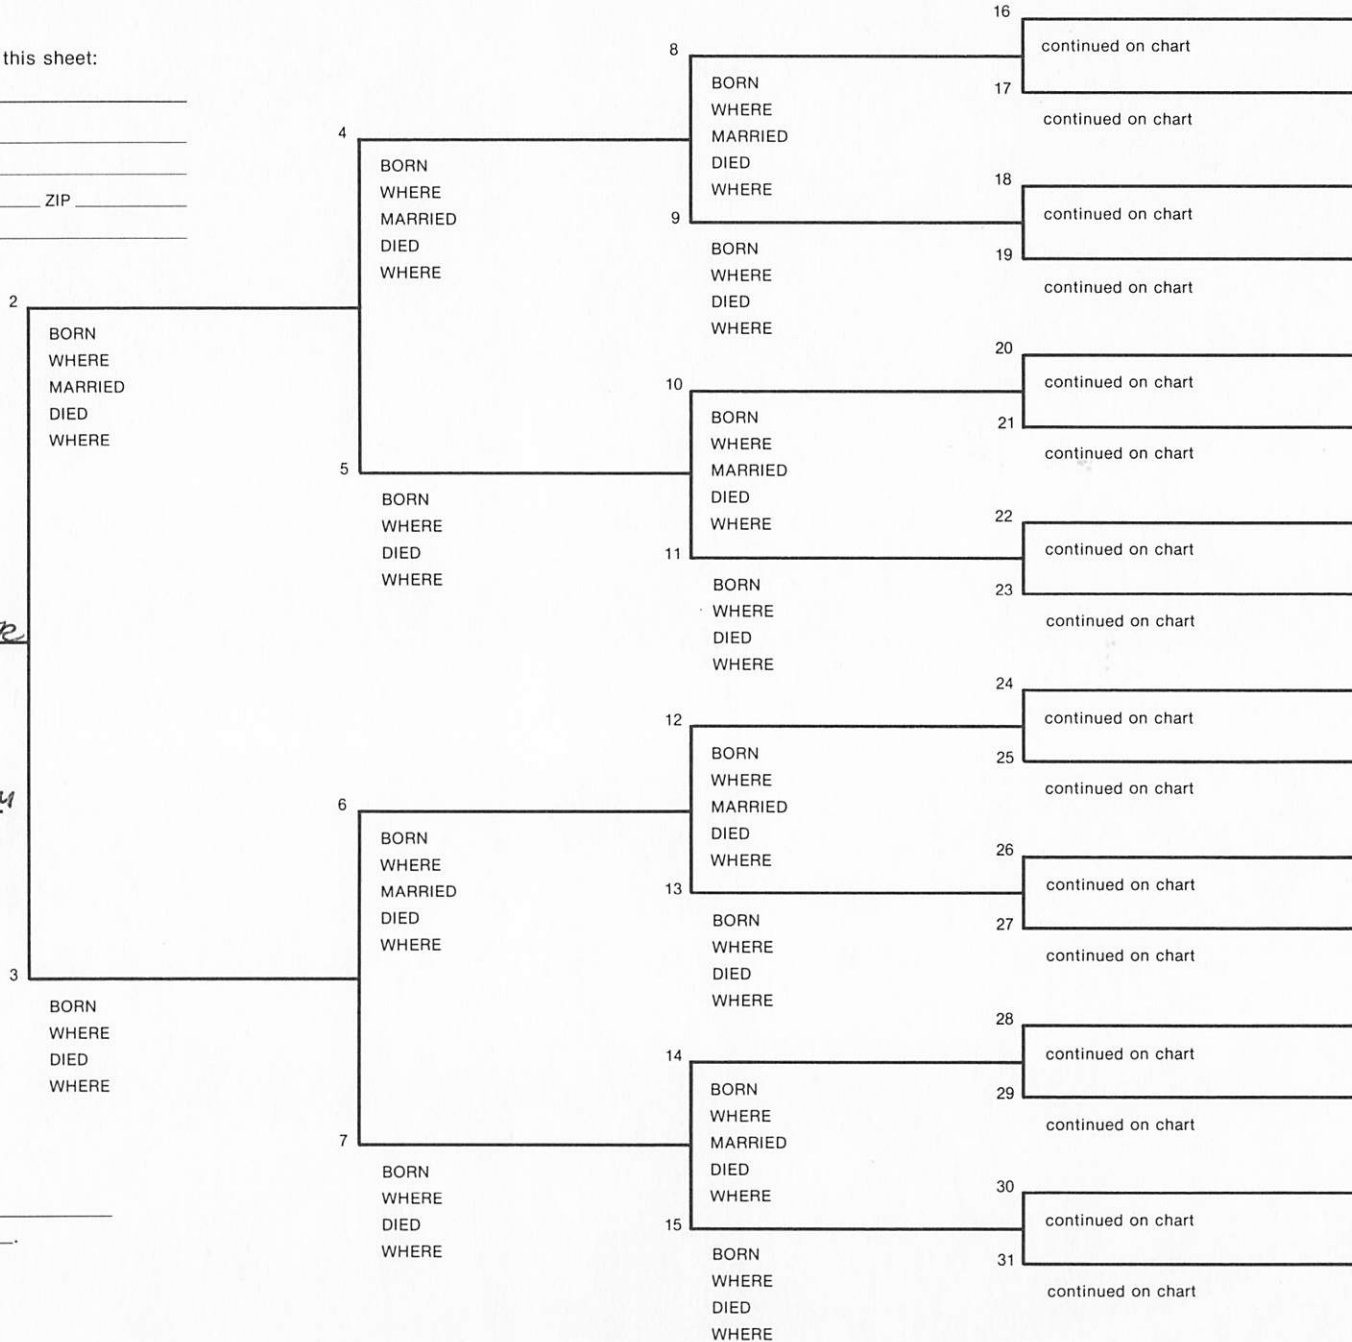 this sheet:
ZIP
2
BORN
WHERE
MARRIED
DIED
WHERE
3
BORN
WHERE
DIED
WHERE
4
BORN
WHERE
MARRIED
DIED
WHERE
5
BORN
WHERE
DIED
WHERE
6
BORN
WHERE
MARRIED
DIED
WHERE
7
BORN
WHERE
DIED
WHERE
8
BORN
WHERE
MARRIED
DIED
WHERE
9
BORN
WHERE
DIED
WHERE
10
BORN
WHERE
MARRIED
DIED
WHERE
11
BORN
WHERE
DIED
WHERE
12
BORN
WHERE
MARRIED
DIED
WHERE
13
BORN
WHERE
DIED
WHERE
14
BORN
WHERE
MARRIED
DIED
WHERE
15
BORN
WHERE
DIED
WHERE
16
continued on chart
17
continued on chart
18
continued on chart
19
continued on chart
20
continued on chart
21
continued on chart
22
continued on chart
23
continued on chart
24
continued on chart
25
continued on chart
26
continued on chart
27
continued on chart
28
continued on chart
29
continued on chart
30
continued on chart
31
continued on chart